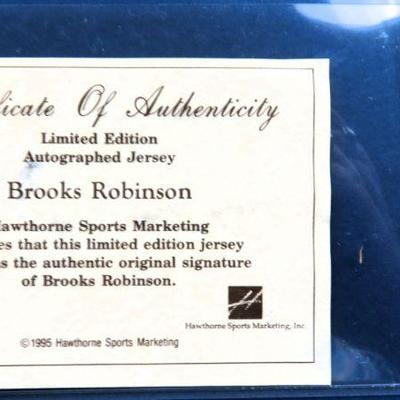 icate Of Authenticity
Limited Edition
Autographed Jersey
Brooks Robinson
awthorne Sports Marketing
es that this limited edition jersey
s the authentic original signature
of Brooks Robinson.
Hawthorne Sports Marketing, Inc.
©1995 Hawthorne Sports Marketing